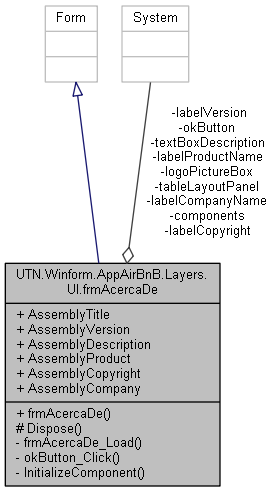 Form
System
-labelVersion
-okButton
-textBoxDescription
-labelProductName
-logoPictureBox
-tableLayoutPanel
-labelCompanyName
-components
-labelCopyright
UTN.Winform.AppAirBnB.Layers.
UI.frmAcercaDe
+ AssemblyTitle
+ AssemblyVersion
+ AssemblyDescription
+ AssemblyProduct
+ AssemblyCopyright
+ AssemblyCompany
+ frmAcercaDe()
# Dispose()
- frmAcercaDe_Load()
- okButton_Click()
- InitializeComponent()